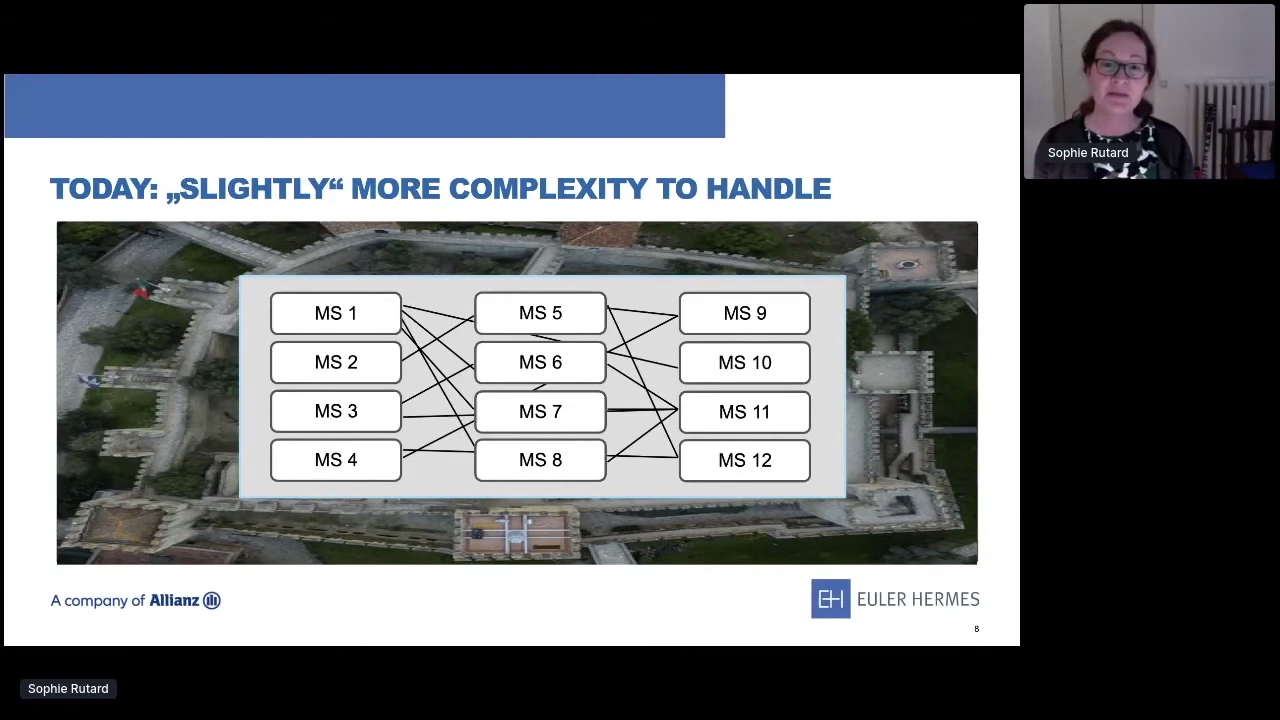 Sophie Rutard
TODAY: „SLIGHTLY“ MORE COMPLEXITY TO HANDLE
MS 1 MS 5 MS 9
MS 2 MS 6 MS 10
MS 3 MS 7 MS 11
MS 4 MS 8 MS 12
A company of Allianz
EH EULER HERMES
8
Sophie Rutard